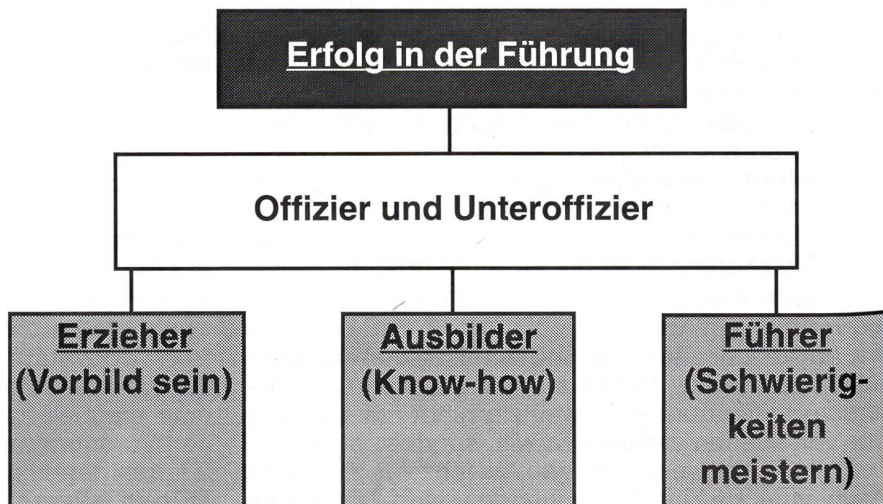 Erfolg in der Führung
Offizier und Unteroffizier
Erzieher
(Vorbild sein)
Ausbilder
(Know-how)
Führer
(Schwierig-
keiten
meistern)